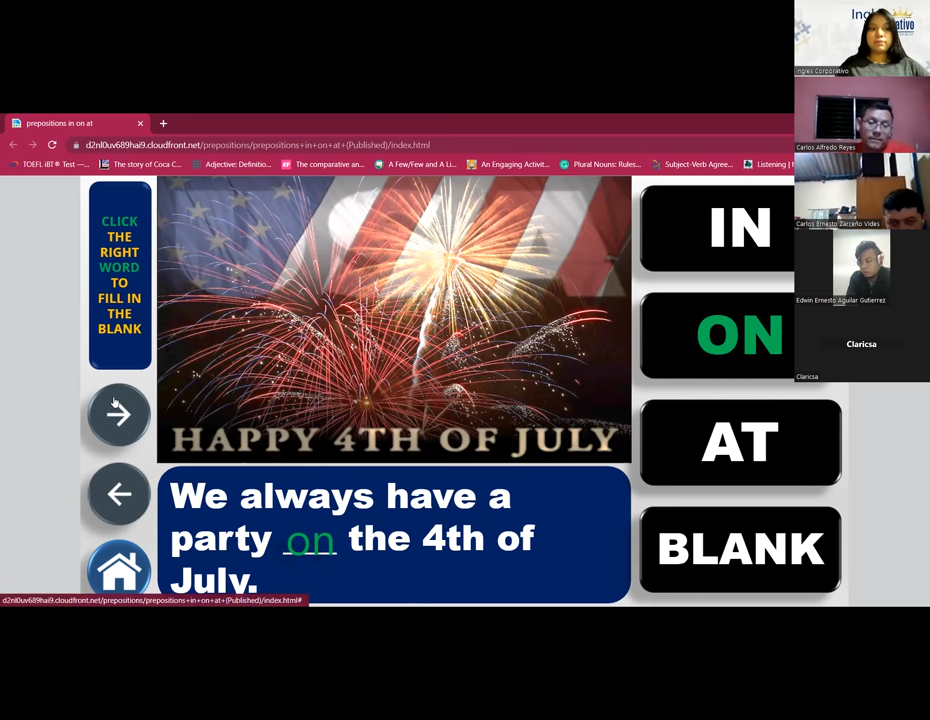 prepositions in on at
d2nl0uv689hai9.cloudfront.net/prepositions/prepositions+in+on+at+(Published)/index.html
TOEFL iBT® Test —...
The story of Coca C...
Adjective: Definitio...
The comparative an...
A Few/Few and A Li...
An Engaging Activit...
Plural Nouns: Rules...
Subject-Verb Agree...
Listening |
CLICK
THE
RIGHT
WORD
TO
FILL IN
THE
BLANK
HAPPY 4TH OF JULY
We always have a
party on the 4th of
July.
IN
ON
AT
BLANK
d2nl0uv689hai9.cloudfront.net/prepositions/prepositions+in+on+at+(Published)/index.html#
Ingles Corporativo
Carlos Alfredo Reyes
Carlos Ernesto Zarceño Vides
Edwin Ernesto Aguilar Gutierrez
Claricsa
Claricsa